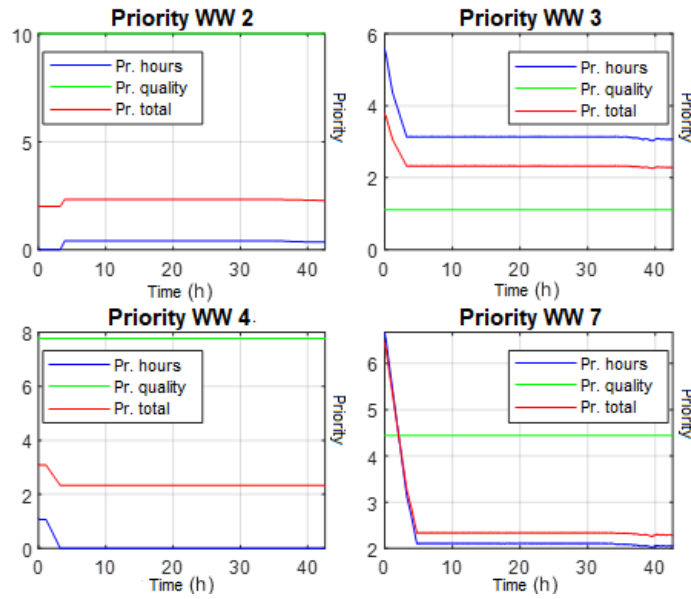 Priority WW 2
10
5
0
0
10
20
30
40
Time (h)
Priority
Pr. hours
Pr. quality
Pr. total
Priority WW 3
6
4
2
0
0
10
20
30
40
Time (h)
Priority
Pr. hours
Pr. quality
Pr. total
Priority WW 4.
8
6
4
2
0
0
10
20
30
40
Time (h)
Priority
Pr. hours
Pr. quality
Pr. total
Priority WW 7
6
5
4
3
2
0
10
20
30
40
Time (h)
Priority
Pr. hours
Pr. quality
Pr. total